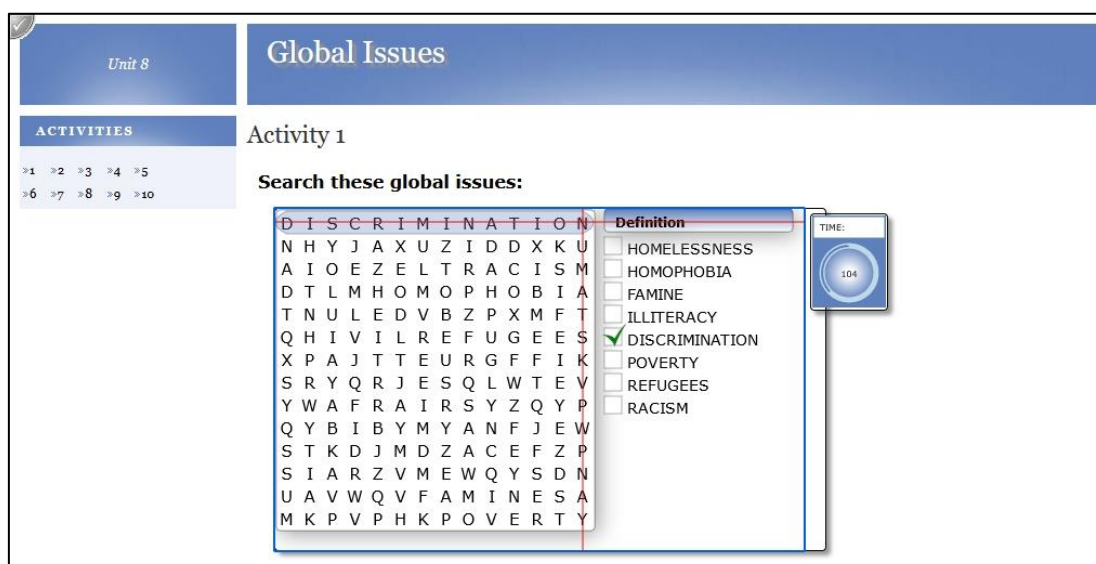 Unit 8
Global Issues
ACTIVITIES
»1 »2 »3 »4 »5
»6 »7 »8 »9 »10
Activity 1
Search these global issues:
D I S C R I M I N A T I O N
N H Y J A X U Z I D D X K U
A I O E Z E L T R A C I S M
D T L M H O M O P H O B I A
T N U L E D V B Z P X M F T
Q H I V I L R E F U G E E S
X P A J T T E U R G F F I K
S R Y Q R J E S Q L W T E V
Y W A F R A I R S Y Z Q Y P
Q Y B I B Y M Y A N F J E W
S T K D J M D Z A C E F Z P
S I A R Z V M E W Q Y S D N
U A V W Q V F A M I N E S A
M K P V P H K P O V E R T Y
Definition
HOMELESSNESS
HOMOPHOBIA
FAMINE
ILLITERACY
DISCRIMINATION
POVERTY
REFUGEES
RACISM
TIME:
104